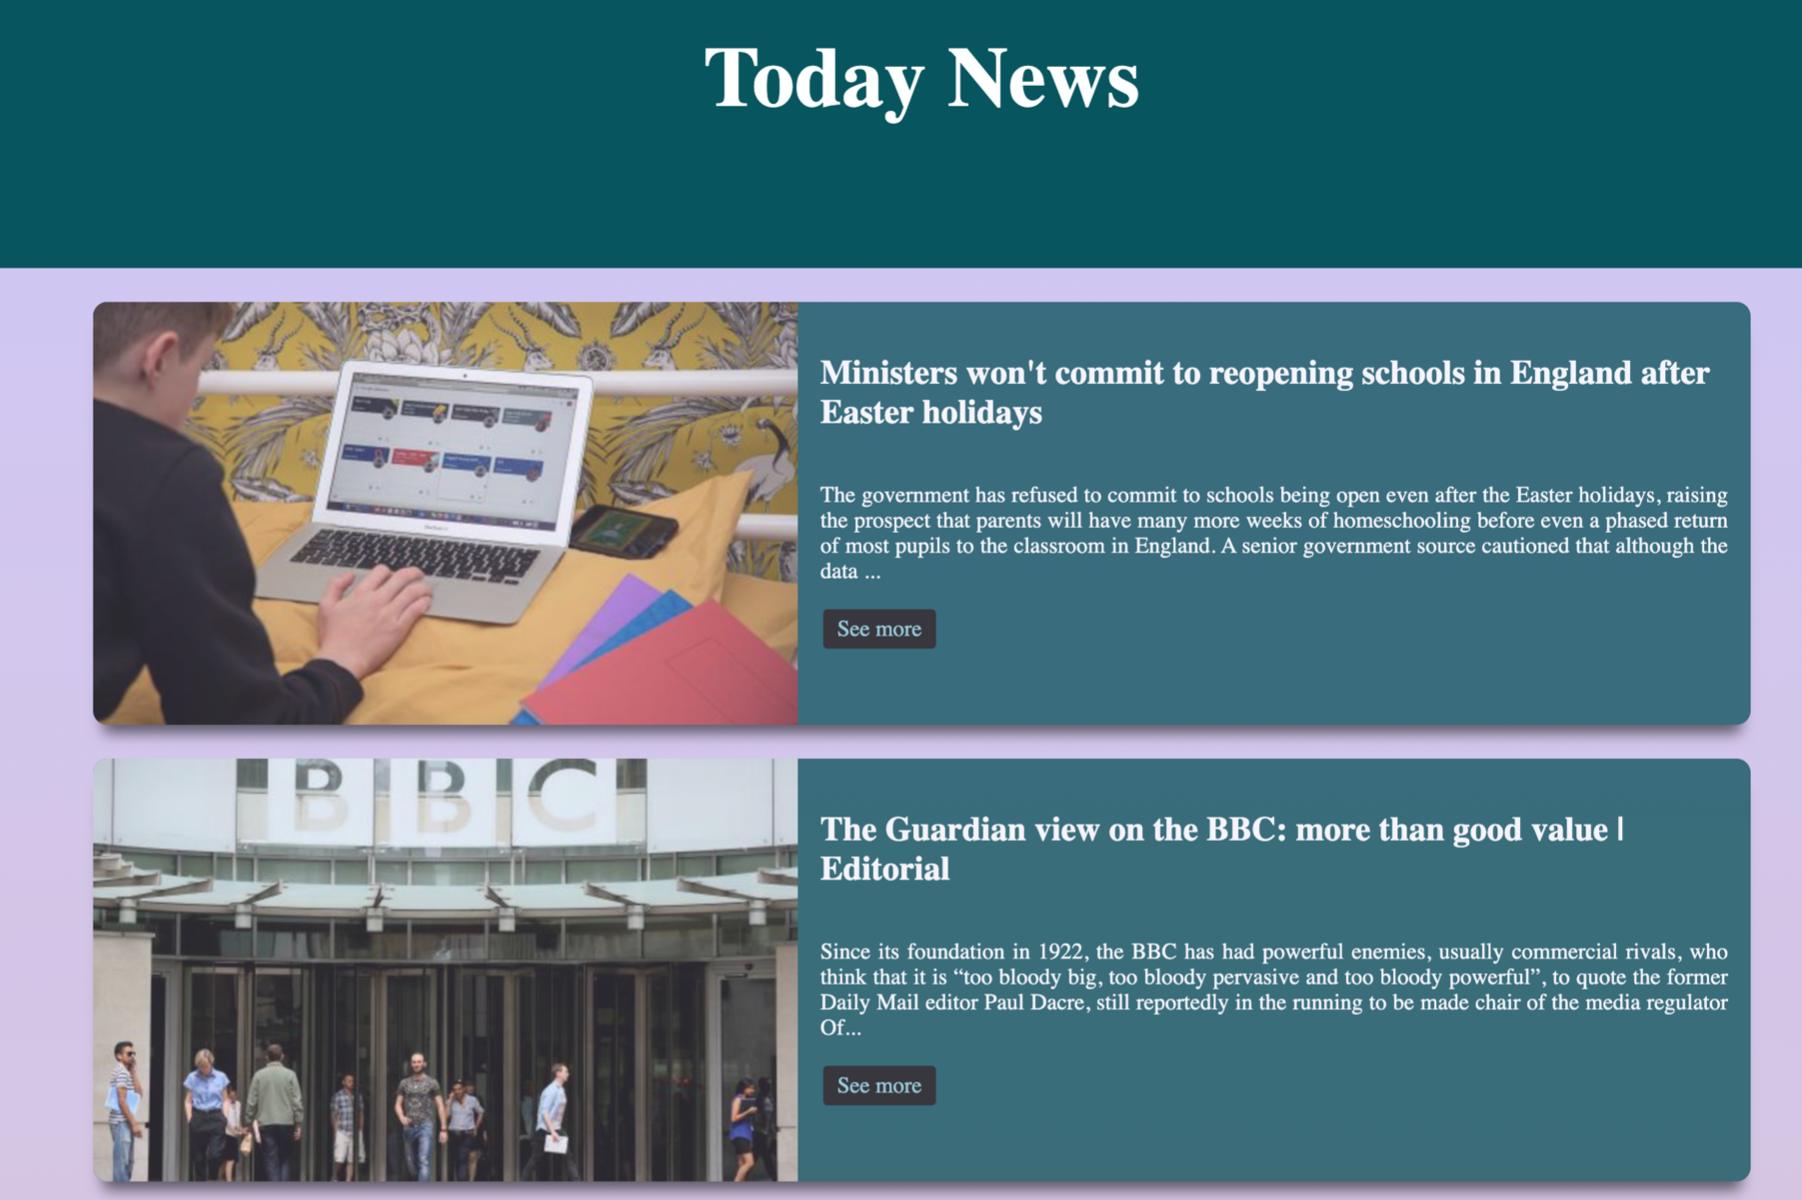 Today News
Ministers won't commit to reopening schools in England after
Easter holidays
The government has refused to commit to schools being open even after the Easter holidays, raising
the prospect that parents will have many more weeks of homeschooling before even a phased return
of most pupils to the classroom in England. A senior government source cautioned that although the
data ...
See more
BBC
The Guardian view on the BBC: more than good value |
Editorial
Since its foundation in 1922, the BBC has had powerful enemies, usually commercial rivals, who
think that it is “too bloody big, too bloody pervasive and too bloody powerful”, to quote the former
Daily Mail editor Paul Dacre, still reportedly in the running to be made chair of the media regulator
Of...
See more